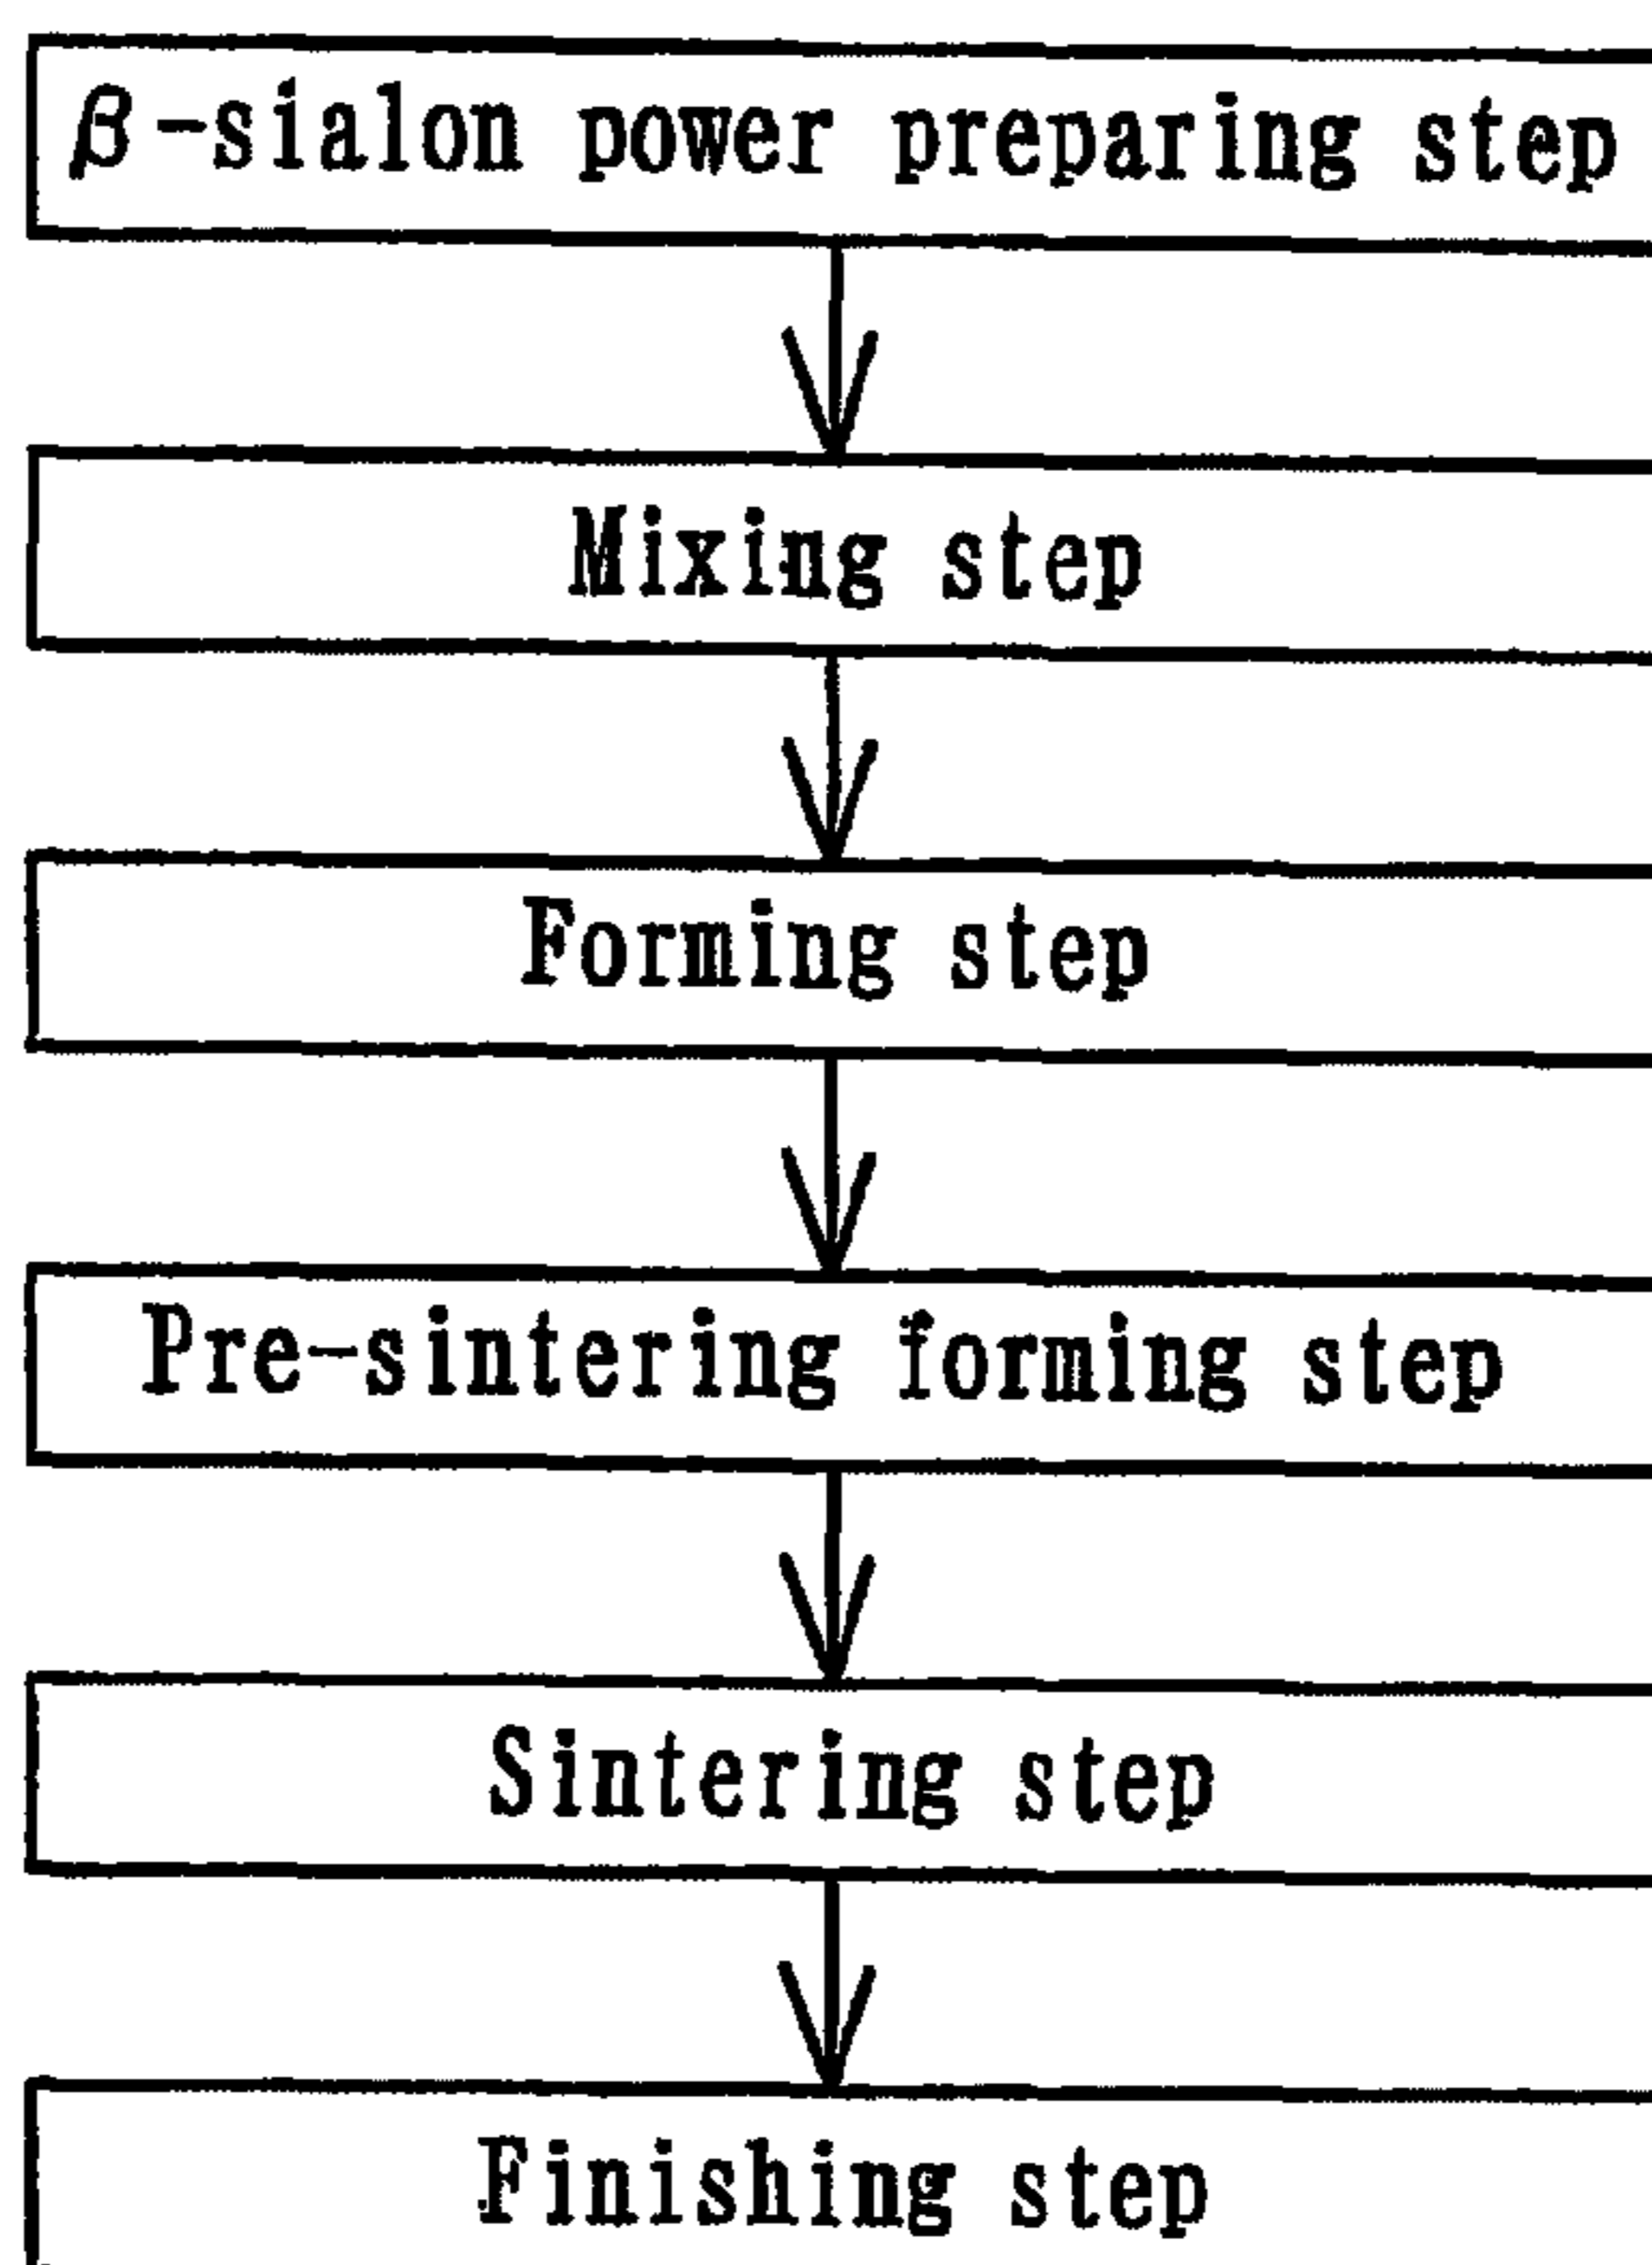 β-sialon power preparing step
Mixing step
Forming step
Pre-sintering forming step
Sintering step
Finishing step